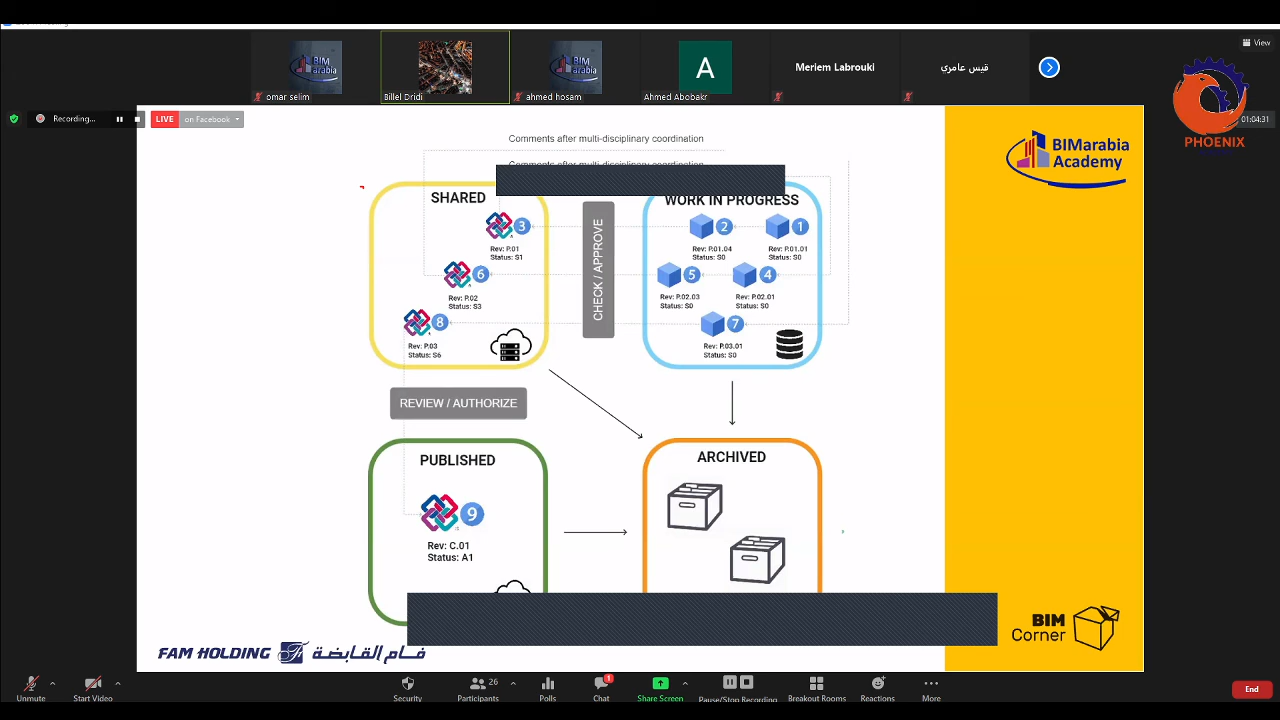 View
omar selim
Billel Dridi
ahmed hosam
A
Ahmed Abobakr
Meriem Labrouki
قيس عامري
Recording...
LIVE
on Facebook
01:04:31
PHOENIX
BIMarabia
Academy
Comments after multi-disciplinary coordination
Comments after multi-disciplinary coordination
SHARED
3
Rev: P.01
Status: S1
6
Rev: P.02
Status: S3
8
Rev: P.03
Status: S6
CHECK / APPROVE
WORK IN PROGRESS
2
1
Rev: P.01.04
Status: S0
Rev: P.01.01
Status: S0
5
4
Rev: P.02.03
Status: S0
Rev: P.02.01
Status: S0
7
Rev: P.03.01
Status: S0
REVIEW / AUTHORIZE
PUBLISHED
9
Rev: C.01
Status: A1
ARCHIVED
BIM
Corner
FAM HOLDING
فام القابضة
Unmute
Start Video
Security
Participants
26
Polls
Chat
1
Share Screen
Pause/Stop Recording
Breakout Rooms
Reactions
More
End